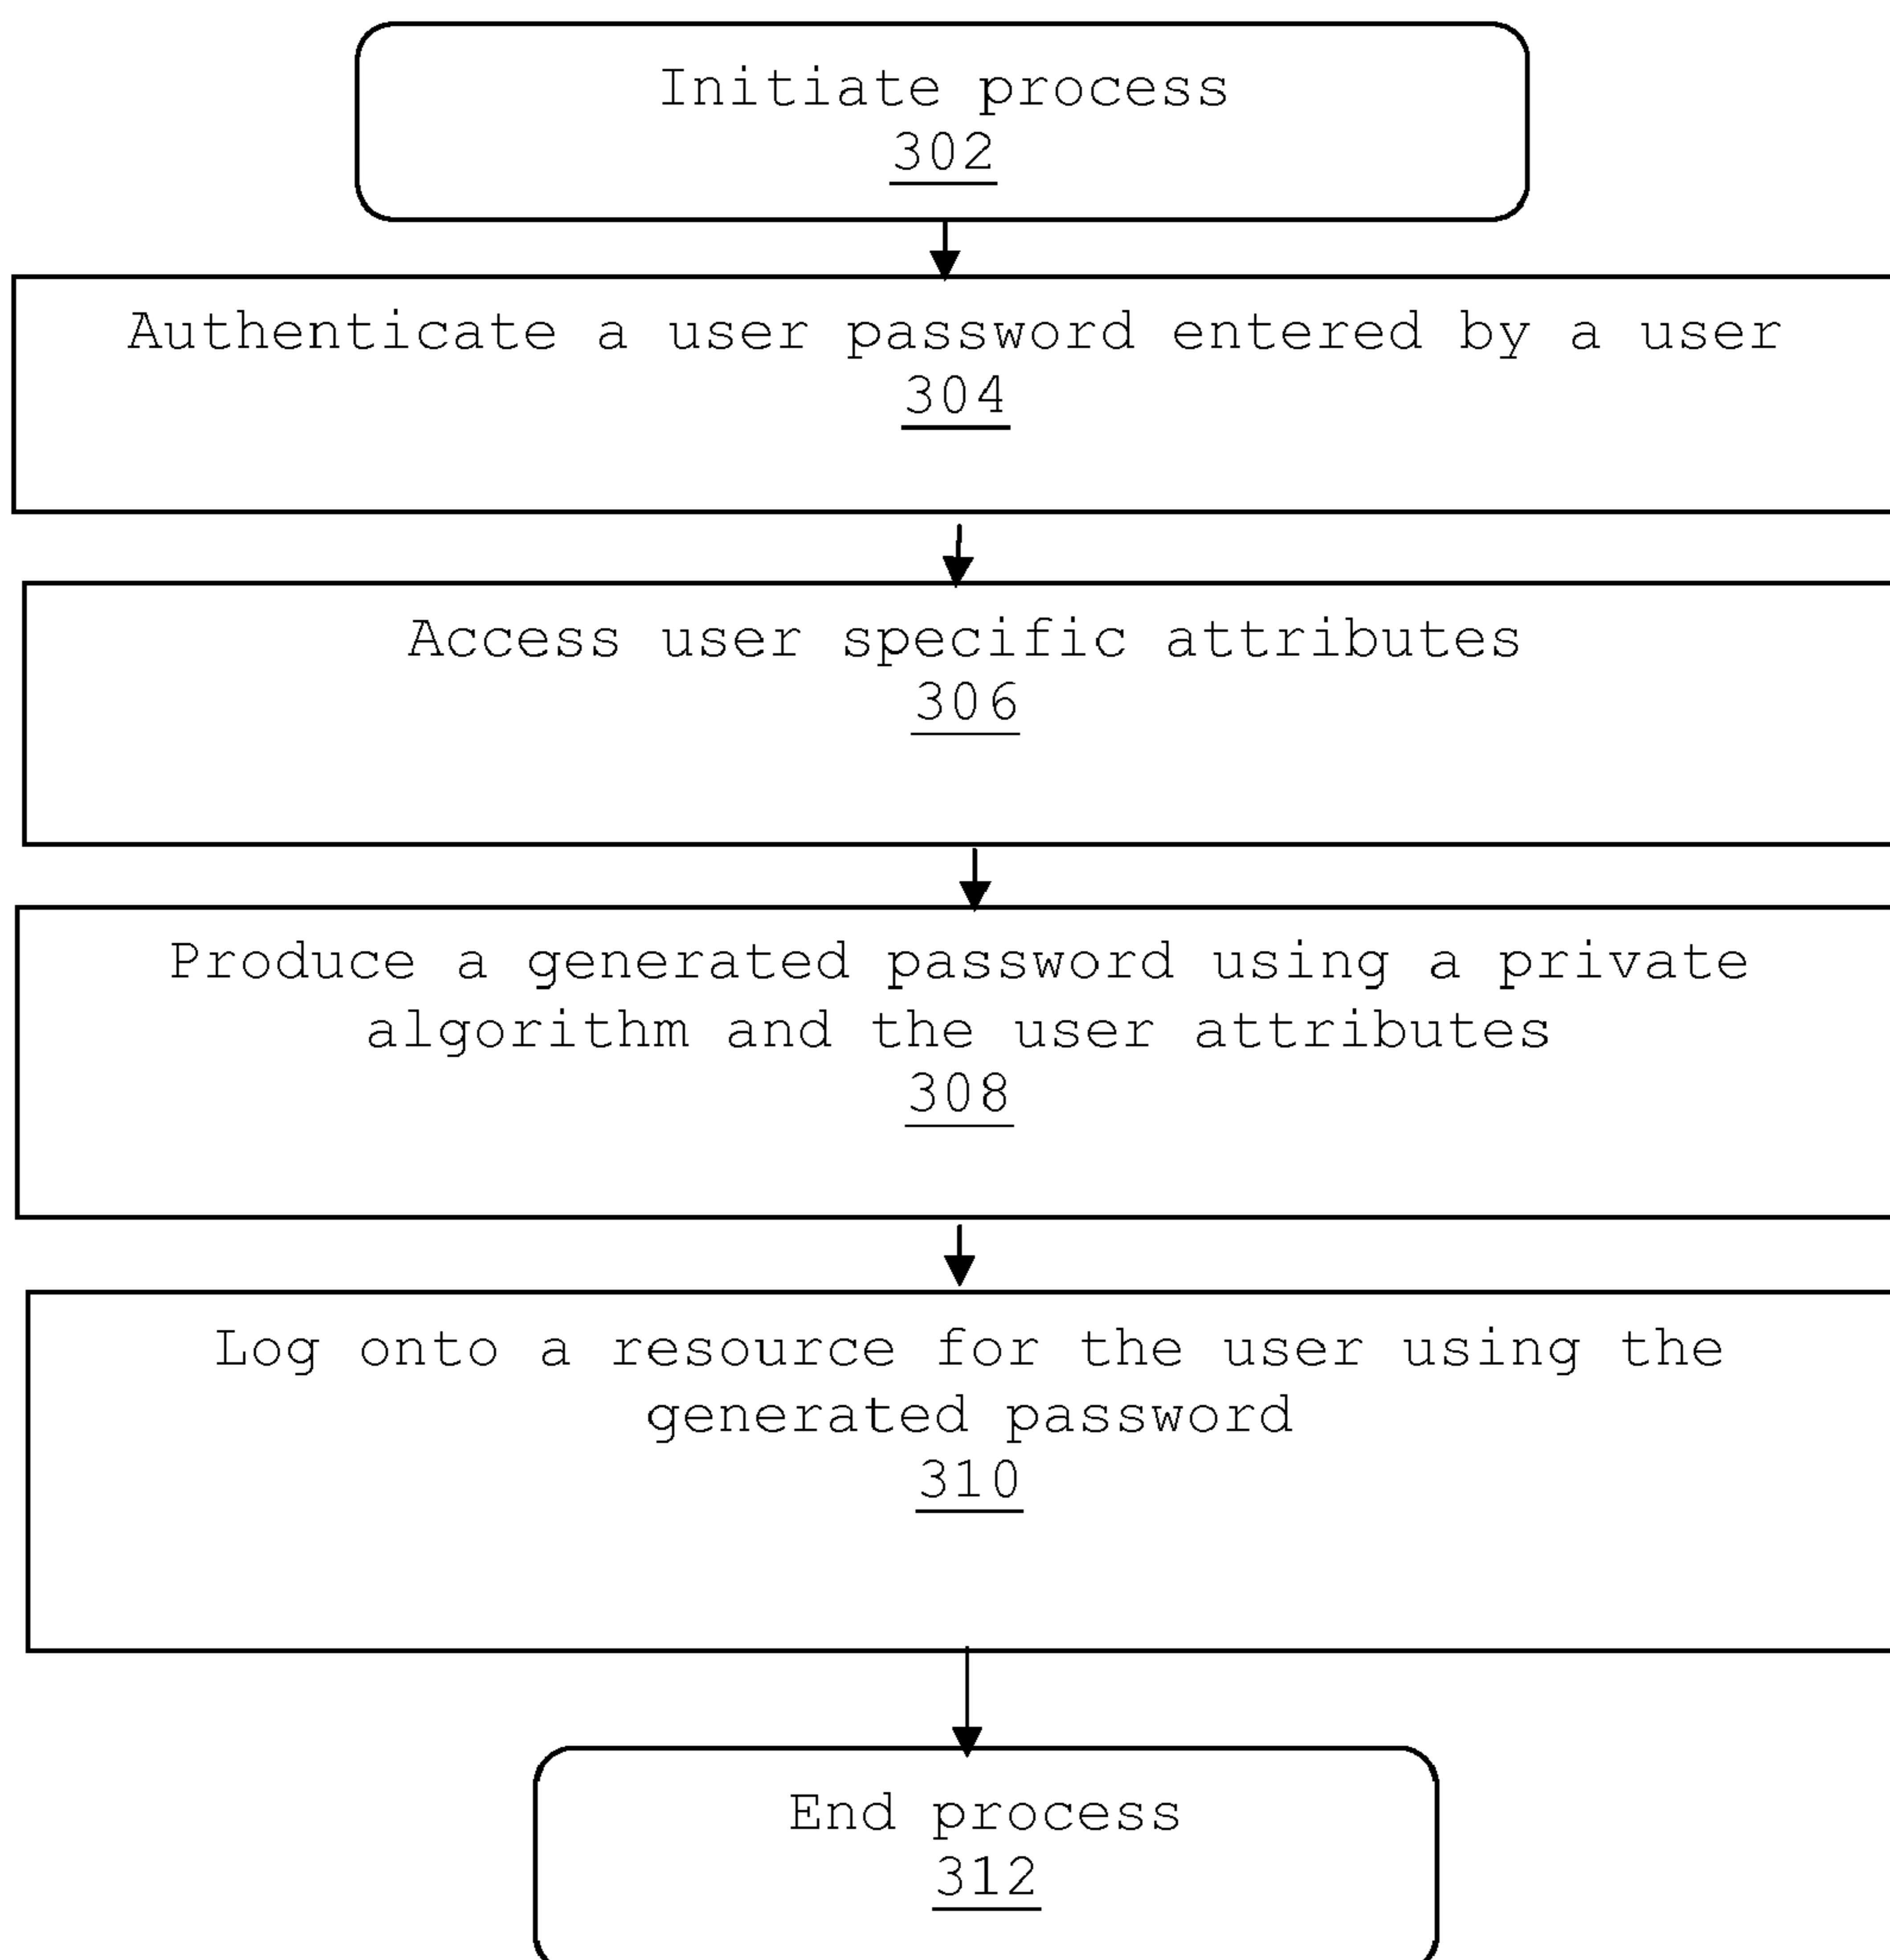 Initiate process
302
Authenticate a user password entered by a user
304
Access user specific attributes
306
Produce a generated password using a private
algorithm and the user attributes
308
Log onto a resource for the user using the
generated password
310
End process
312